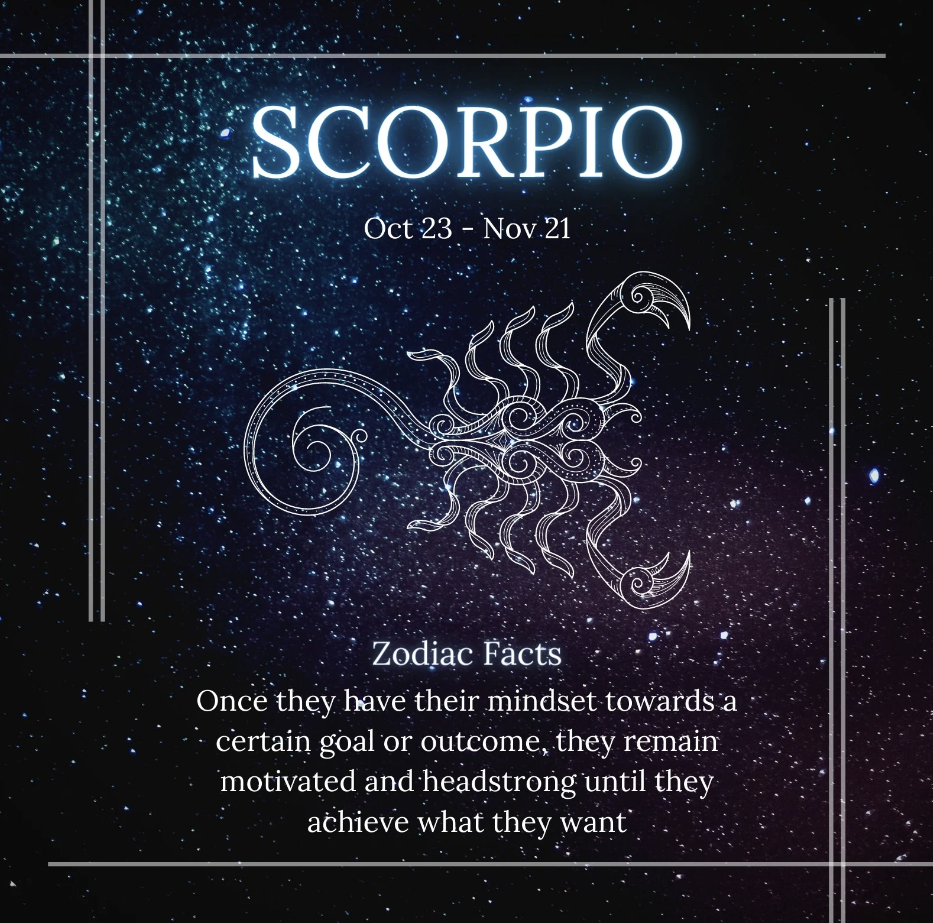 SCORPIO
Oct 23 - Nov 21
Zodiac Facts
Once they have their mindset towards a
certain goal or outcome, they remain
motivated and headstrong until they
achieve what they want